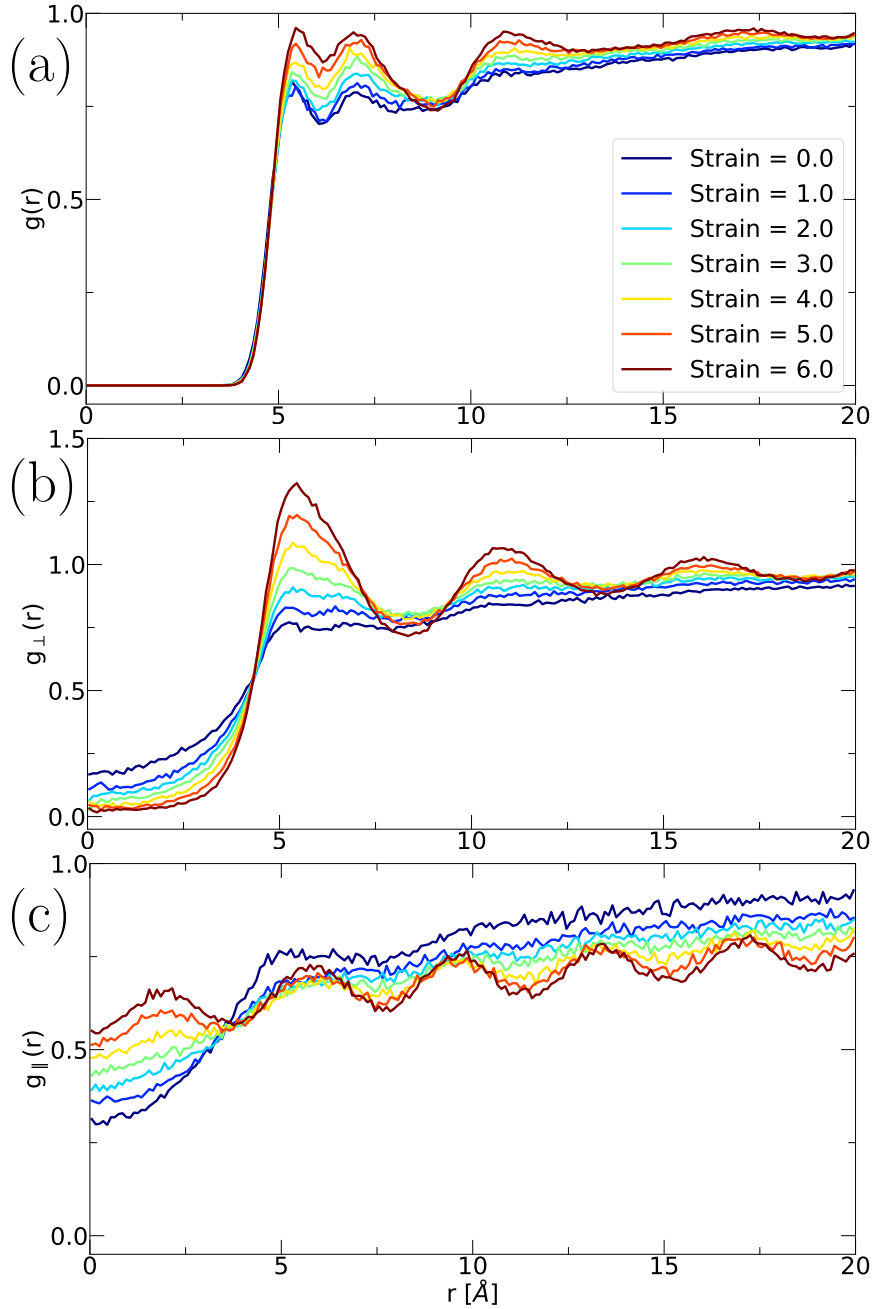 (a)
g(r)
1.0
0.5
0.0
Strain = 0.0
Strain = 1.0
Strain = 2.0
Strain = 3.0
Strain = 4.0
Strain = 5.0
Strain = 6.0
0 5 10 15 20
(b)
g⊥(r)
1.5
1.0
0.5
0.0
0 5 10 15 20
(c)
g∥(r)
1.0
0.5
0.0
0 5 10 15 20
r [Å]